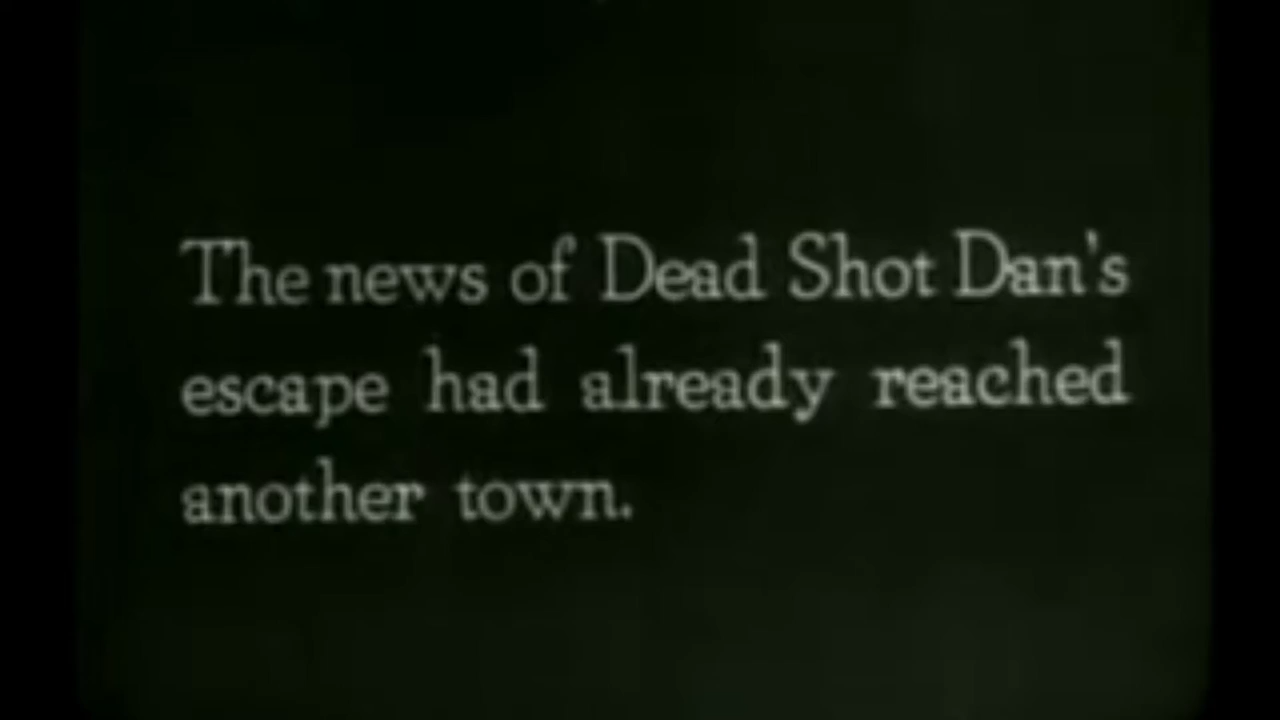 The news of Dead Shot Dan's
escape had already reached
another town.